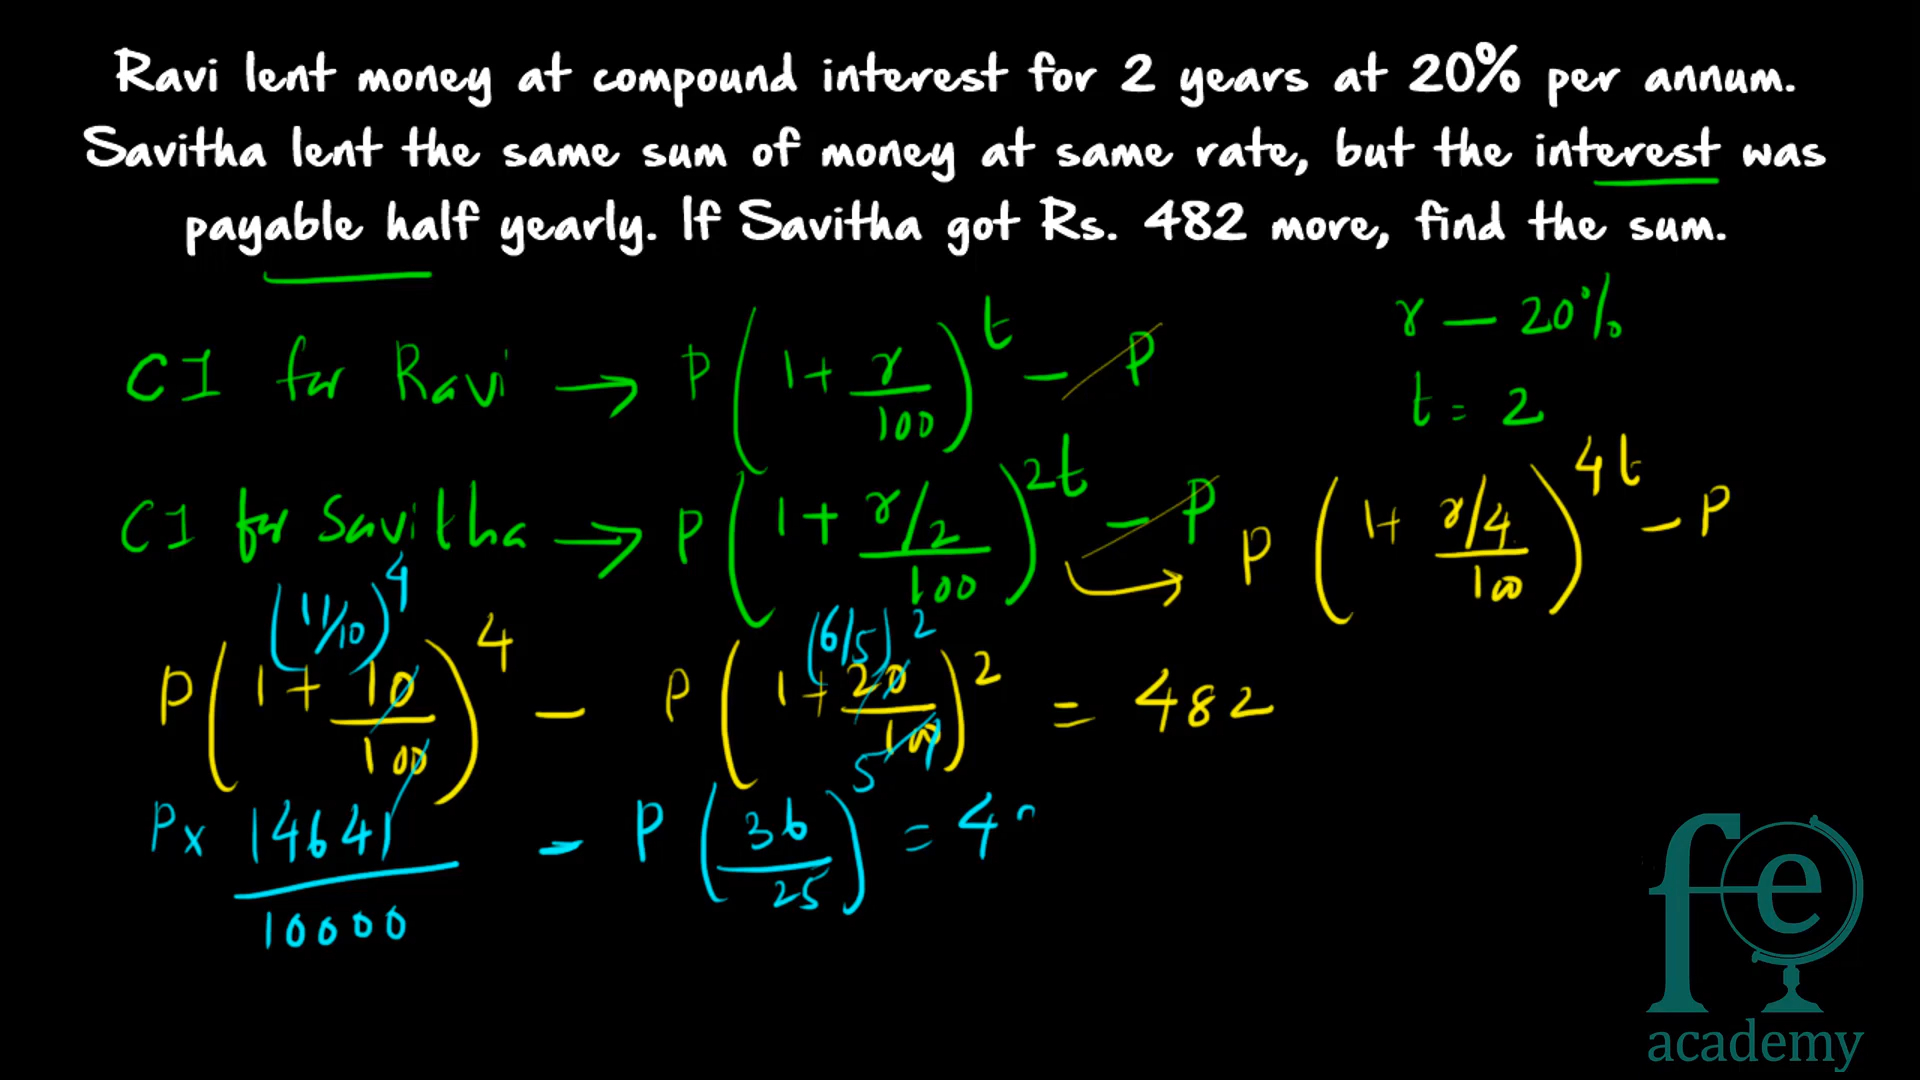 Ravi lent money at compound interest for 2 years at 20% per annum.
Savitha lent the same sum of money at same rate, but the interest was
payable half yearly. If Savitha got Rs. 482 more, find the sum.
r — 20%
t = 2
CI for Ravi → P(1 + r/100)^t - P
CI for Savitha → P(1 + r/2/100)^2t - P
P(1 + r/4/100)^4t - P
(11/10)^4
(6/5)^2
P(1 + 10/100)^4 - P(1 + 20/100)^2 = 482
5
P x 14641/10000 - P(36/25) = 4
fe
academy